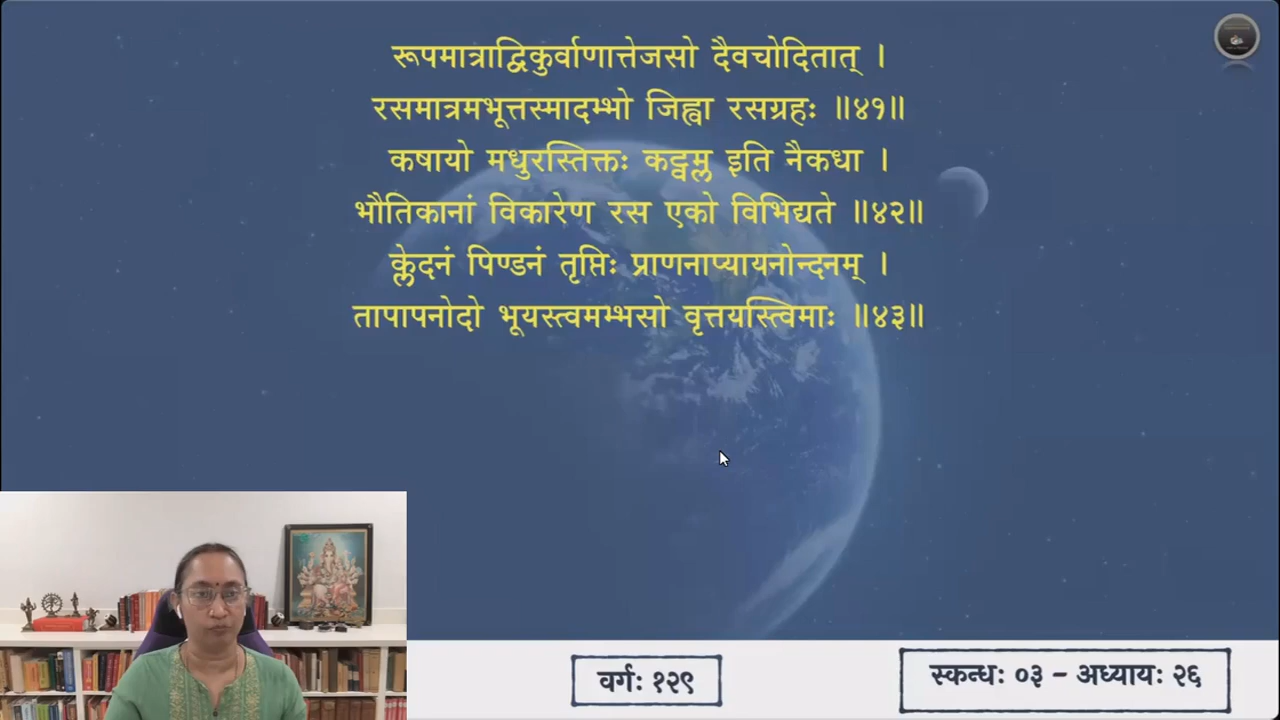 रूपमात्राद्विकुर्वाणात्तेजसो दैवचोदितात् ।
रसमात्रमभूत्तस्मादम्भो जिह्वा रसग्रहः ॥४१॥
कषायो मधुरस्तिक्तः कट्वम्ल इति नैकधा ।
भौतिकानां विकारेण रस एको विभिद्यते ॥४२॥
क्लेदनं पिण्डनं तृप्तिः प्राणनाप्यायनोन्दनम् ।
तापापनोदो भूयस्त्वमम्भसो वृत्तयस्त्विमाः ॥४३॥
वर्गः १२९
स्कन्धः ०३ – अध्यायः २६